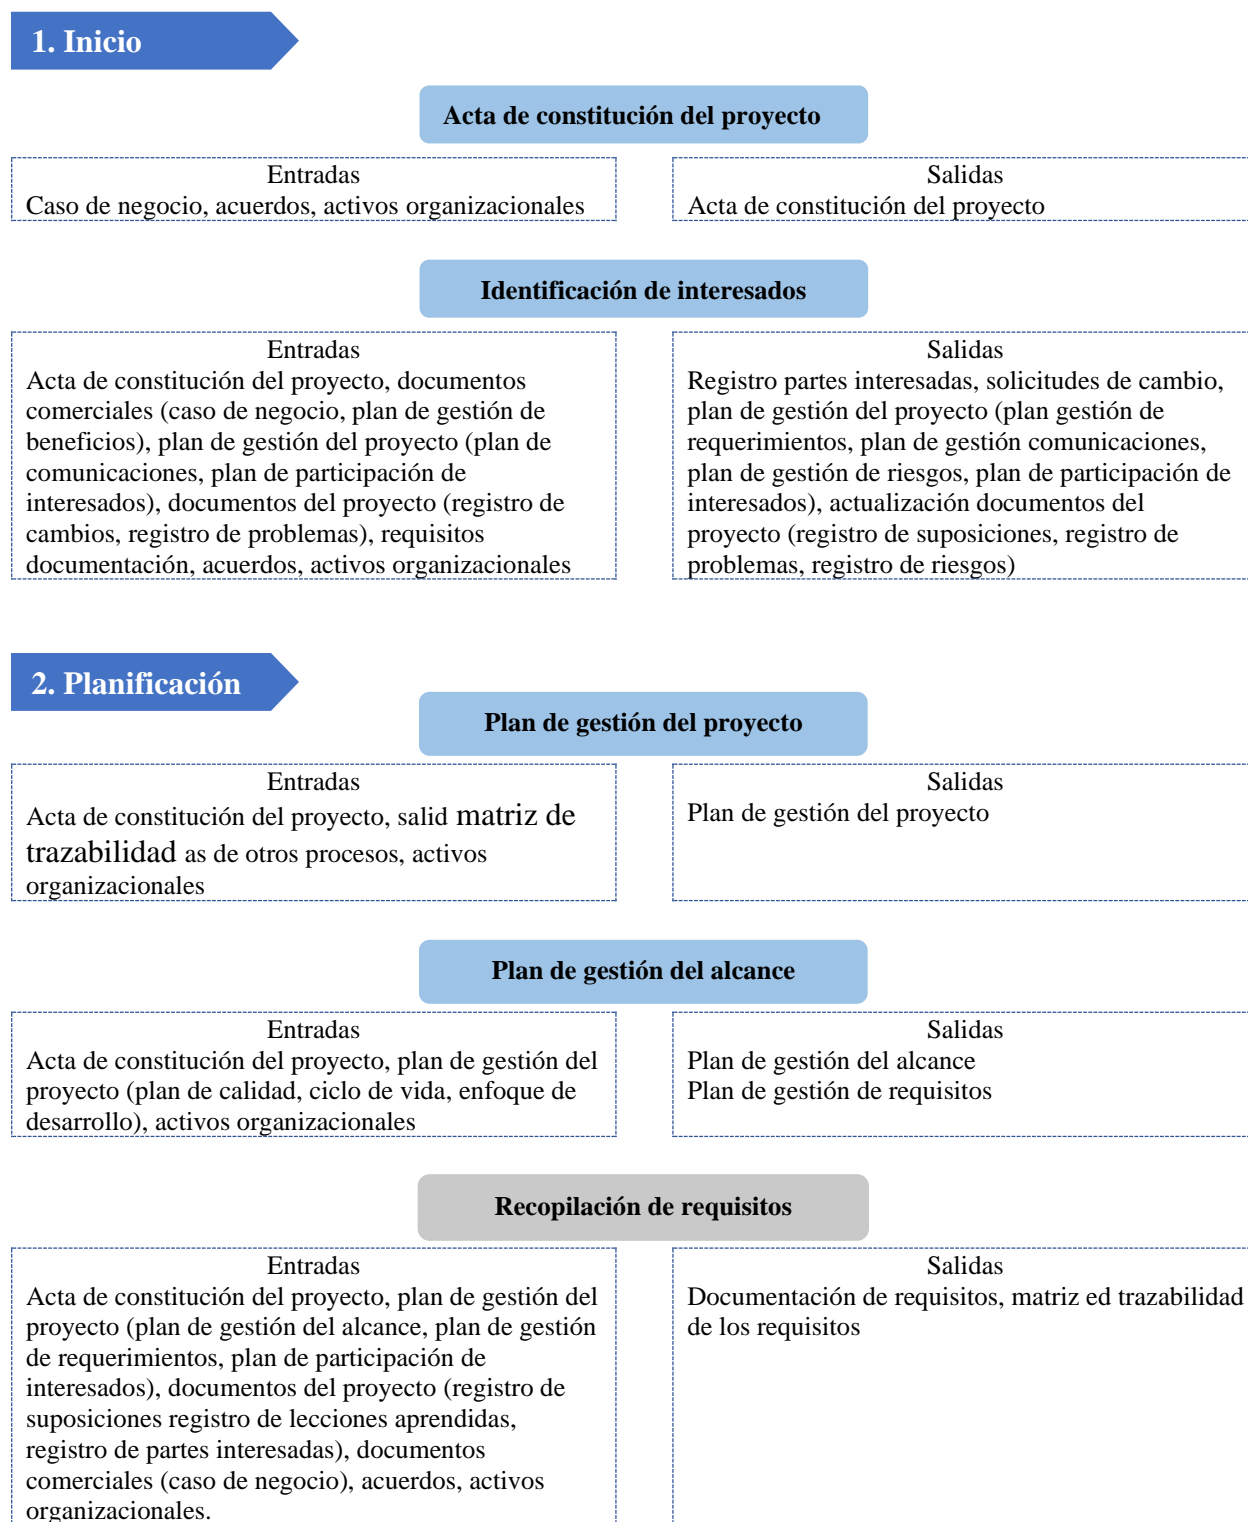 1. Inicio
Acta de constitución del proyecto
Entradas
Caso de negocio, acuerdos, activos organizacionales
Salidas
Acta de constitución del proyecto
Identificación de interesados
Entradas
Acta de constitución del proyecto, documentos
comerciales (caso de negocio, plan de gestión de
beneficios), plan de gestión del proyecto (plan de
comunicaciones, plan de participación de
interesados), documentos del proyecto (registro de
cambios, registro de problemas), requisitos
documentación, acuerdos, activos organizacionales
Salidas
Registro partes interesadas, solicitudes de cambio,
plan de gestión del proyecto (plan gestión de
requerimientos, plan de gestión comunicaciones,
plan de gestión de riesgos, plan de participación de
interesados), actualización documentos del
proyecto (registro de suposiciones, registro de
problemas, registro de riesgos)
2. Planificación
Plan de gestión del proyecto
Entradas
Acta de constitución del proyecto, salid matriz de
trazabilidad as de otros procesos, activos
organizacionales
Salidas
Plan de gestión del proyecto
Plan de gestión del alcance
Entradas
Acta de constitución del proyecto, plan de gestión del
proyecto (plan de calidad, ciclo de vida, enfoque de
desarrollo), activos organizacionales
Salidas
Plan de gestión del alcance
Plan de gestión de requisitos
Recopilación de requisitos
Entradas
Acta de constitución del proyecto, plan de gestión del
proyecto (plan de gestión del alcance, plan de gestión
de requerimientos, plan de participación de
interesados), documentos del proyecto (registro de
suposiciones registro de lecciones aprendidas,
registro de partes interesadas), documentos
comerciales (caso de negocio), acuerdos, activos
organizacionales.
Salidas
Documentación de requisitos, matriz ed trazabilidad
de los requisitos